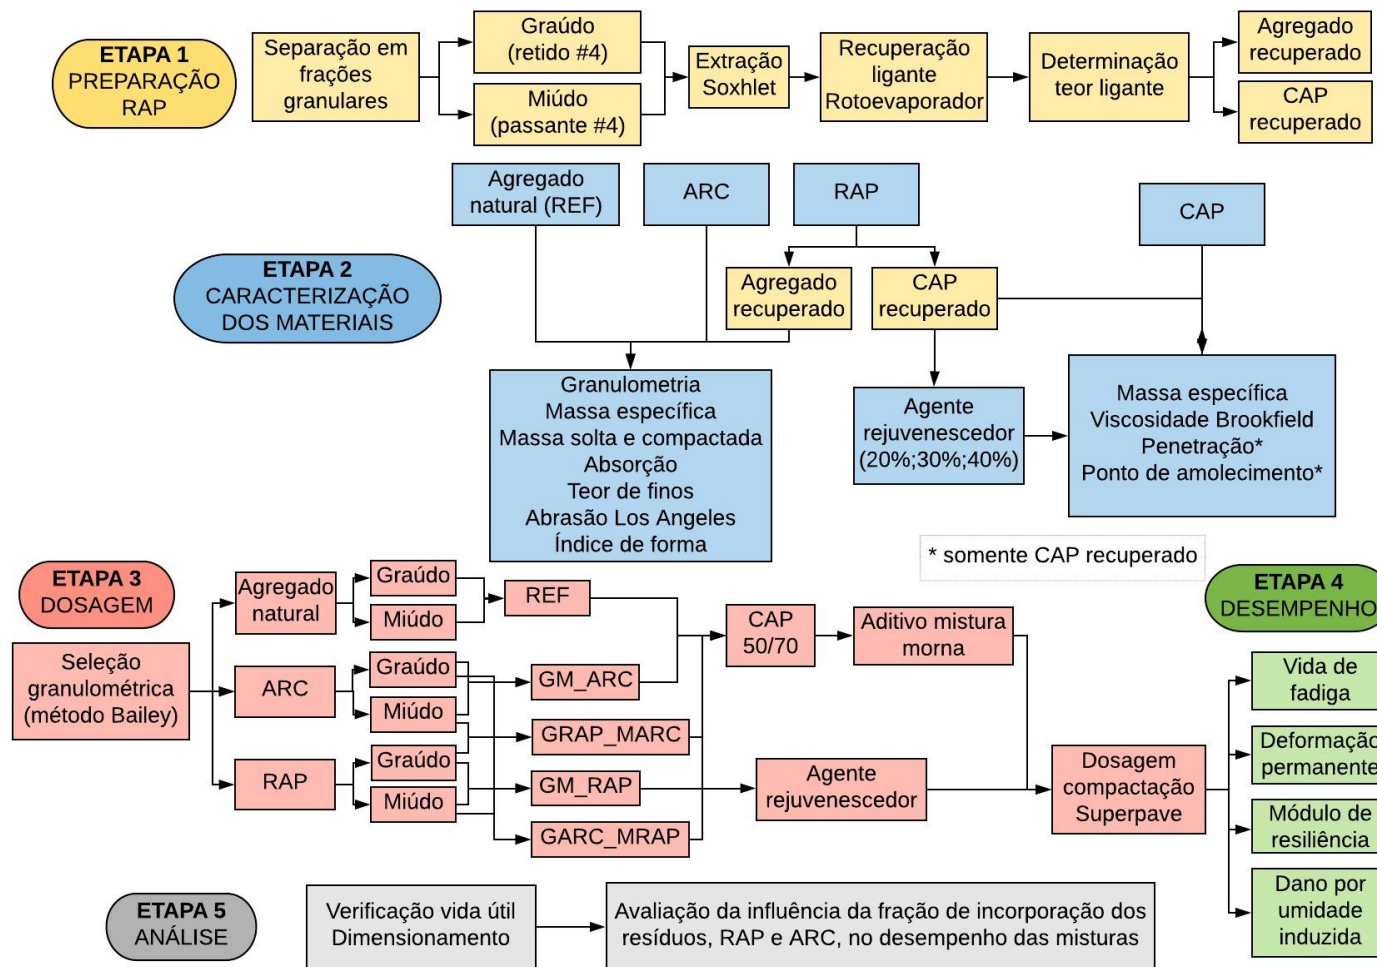 ETAPA 1
PREPARAÇÃO
RAP
Separação em
frações
granulares
Graúdo
(retido #4)
Miúdo
(passante #4)
Extração
Soxhlet
Recuperação
ligante
Rotoevaporador
Determinação
teor ligante
Agregado
recuperado
CAP
recuperado
ETAPA 2
CARACTERIZAÇÃO
DOS MATERIAIS
Agregado
natural (REF)
ARC
RAP
CAP
Agregado
recuperado
CAP
recuperado
Granulometria
Massa específica
Massa solta e compactada
Absorção
Teor de finos
Abrasão Los Angeles
Índice de forma
Agente
rejuvenescedor
(20%;30%;40%)
Massa específica
Viscosidade Brookfield
Penetração*
Ponto de amolecimento*
* somente CAP recuperado
ETAPA 3
DOSAGEM
Seleção
granulométrica
(método Bailey)
Agregado
natural
ARC
RAP
Graúdo
Miúdo
Graúdo
Miúdo
Graúdo
Miúdo
REF
GM_ARC
GRAP_MARC
GM_RAP
GARC_MRAP
CAP
50/70
Aditivo mistura
morna
Agente
rejuvenescedor
Dosagem
compactação
Superpave
ETAPA 4
DESEMPENHO
Vida de
fadiga
Deformação
permanente
Módulo de
resiliência
Dano por
umidade
induzida
ETAPA 5
ANÁLISE
Verificação vida útil
Dimensionamento
Avaliação da influência da fração de incorporação dos
resíduos, RAP e ARC, no desempenho das misturas